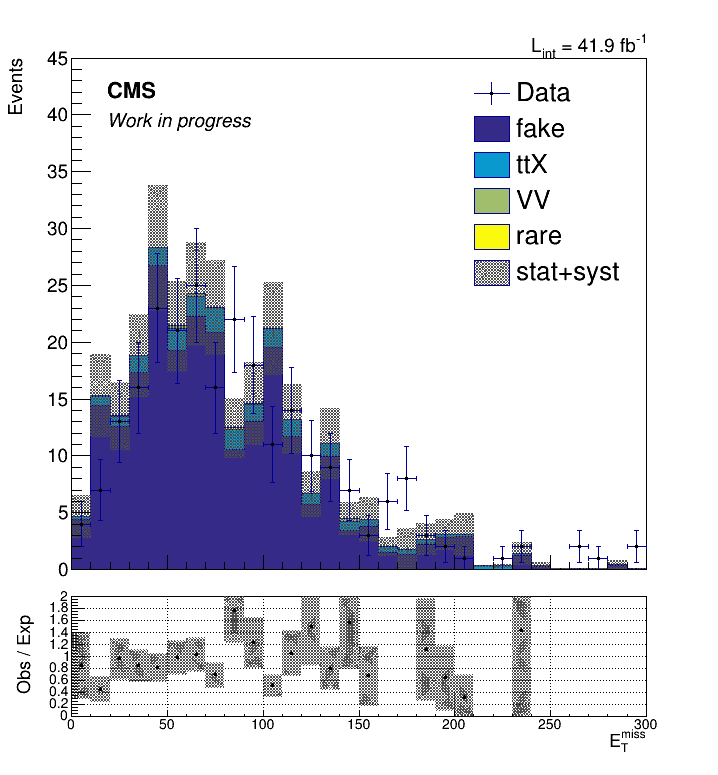 L_int = 41.9 fb^-1
Events
45
40
35
30
25
20
15
10
5
0
CMS
Work in progress
Data
fake
ttX
VV
rare
stat+syst
Obs / Exp
2
1.8
1.6
1.4
1.2
1
0.8
0.6
0.4
0.2
0
0 50 100 150 200 250 300
E_T^miss